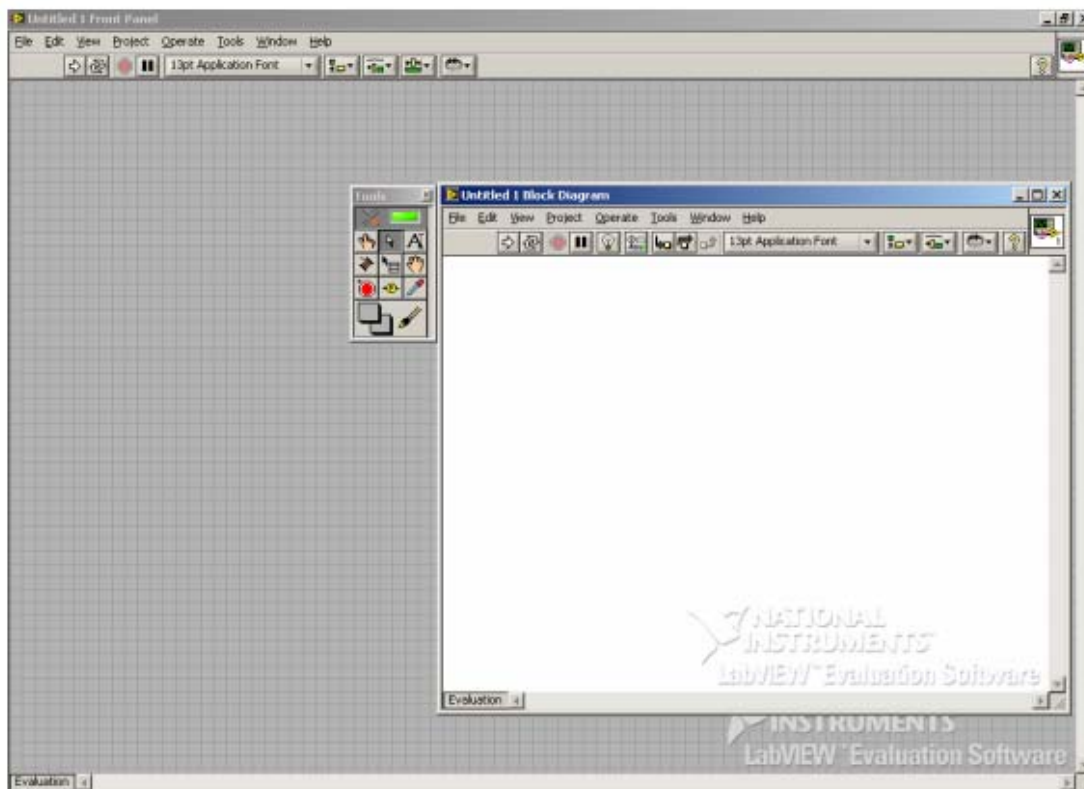 Untitled 1 Front Panel
File Edit View Project Operate Tools Window Help
13pt Application Font
Tools
Untitled 1 Block Diagram
File Edit View Project Operate Tools Window Help
13pt Application Font
NATIONAL
INSTRUMENTS
LabVIEW™ Evaluation Software
Evaluation
INSTRUMENTS
LabVIEW™ Evaluation Software
Evaluation